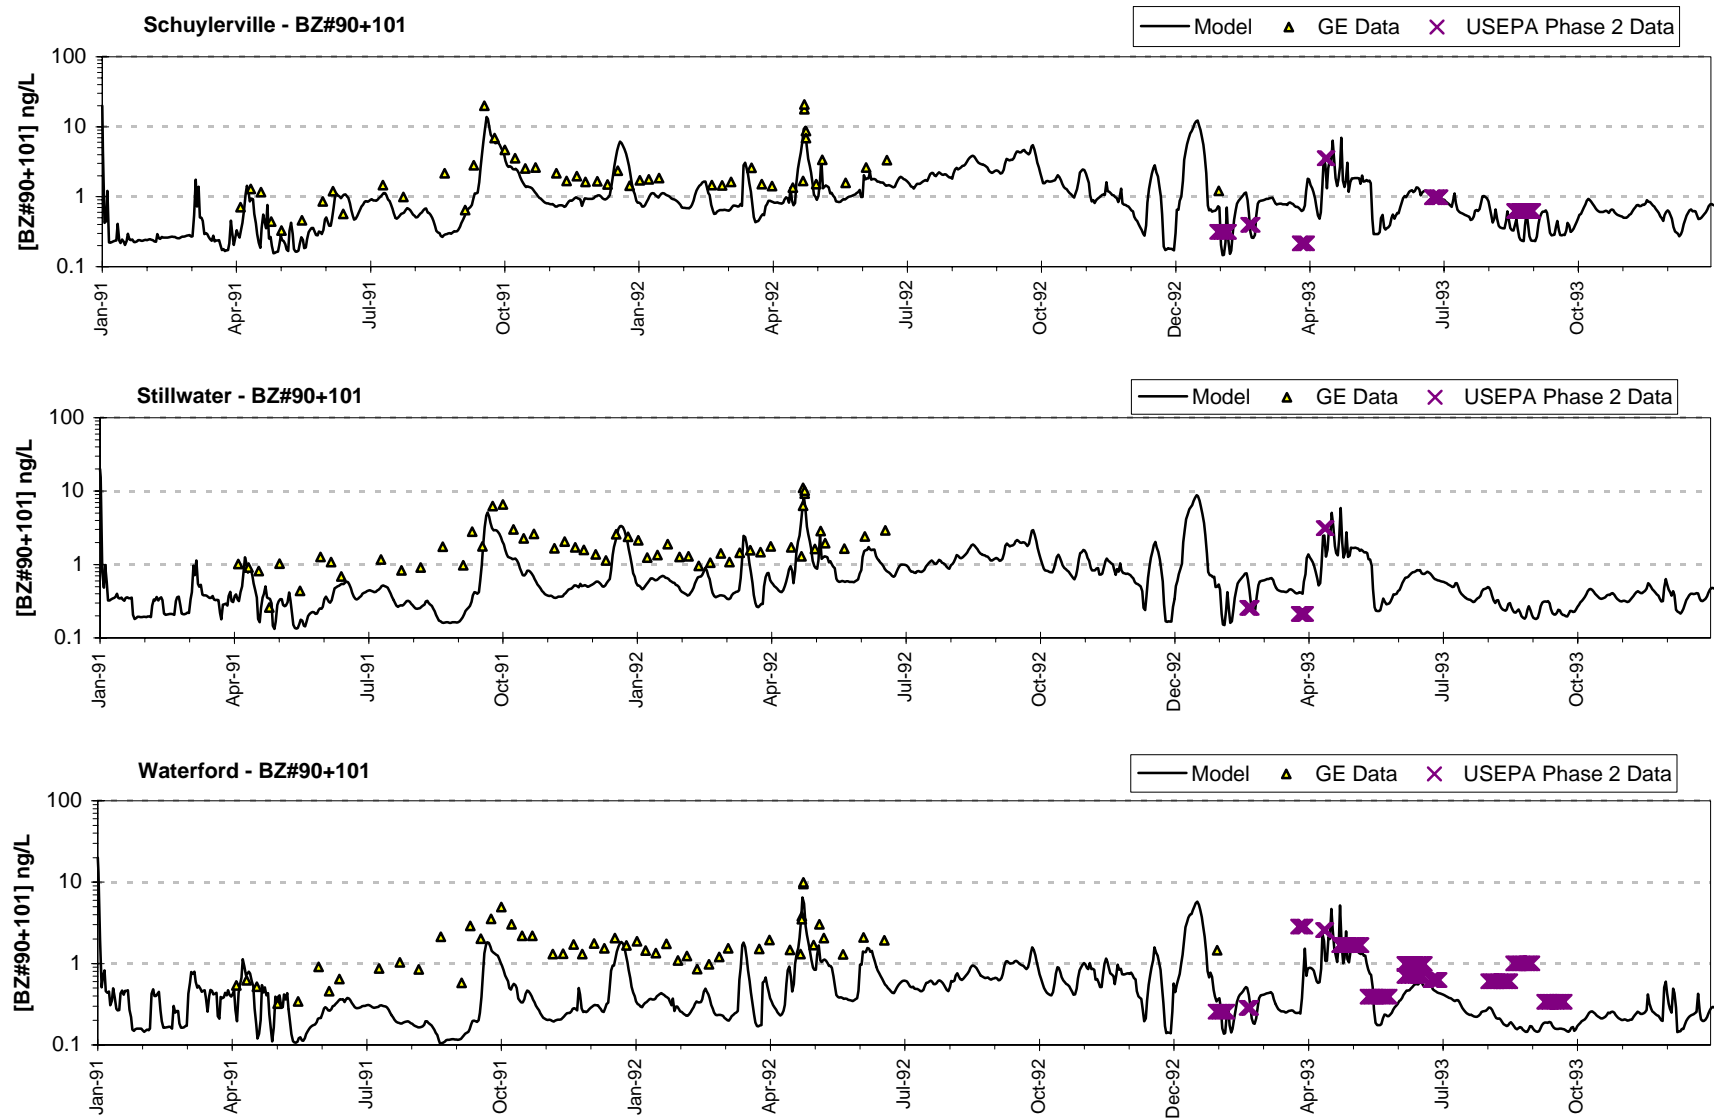 Schuylerville - BZ#90+101
Model GE Data USEPA Phase 2 Data
[BZ#90+101] ng/L
100
10
1
0.1
Jan-91 Apr-91 Jul-91 Oct-91 Jan-92 Apr-92 Jul-92 Oct-92 Dec-92 Apr-93 Jul-93 Oct-93
Stillwater - BZ#90+101
Model GE Data USEPA Phase 2 Data
[BZ#90+101] ng/L
100
10
1
0.1
Jan-91 Apr-91 Jul-91 Oct-91 Jan-92 Apr-92 Jul-92 Oct-92 Dec-92 Apr-93 Jul-93 Oct-93
Waterford - BZ#90+101
Model GE Data USEPA Phase 2 Data
[BZ#90+101] ng/L
100
10
1
0.1
Jan-91 Apr-91 Jul-91 Oct-91 Jan-92 Apr-92 Jul-92 Oct-92 Dec-92 Apr-93 Jul-93 Oct-93